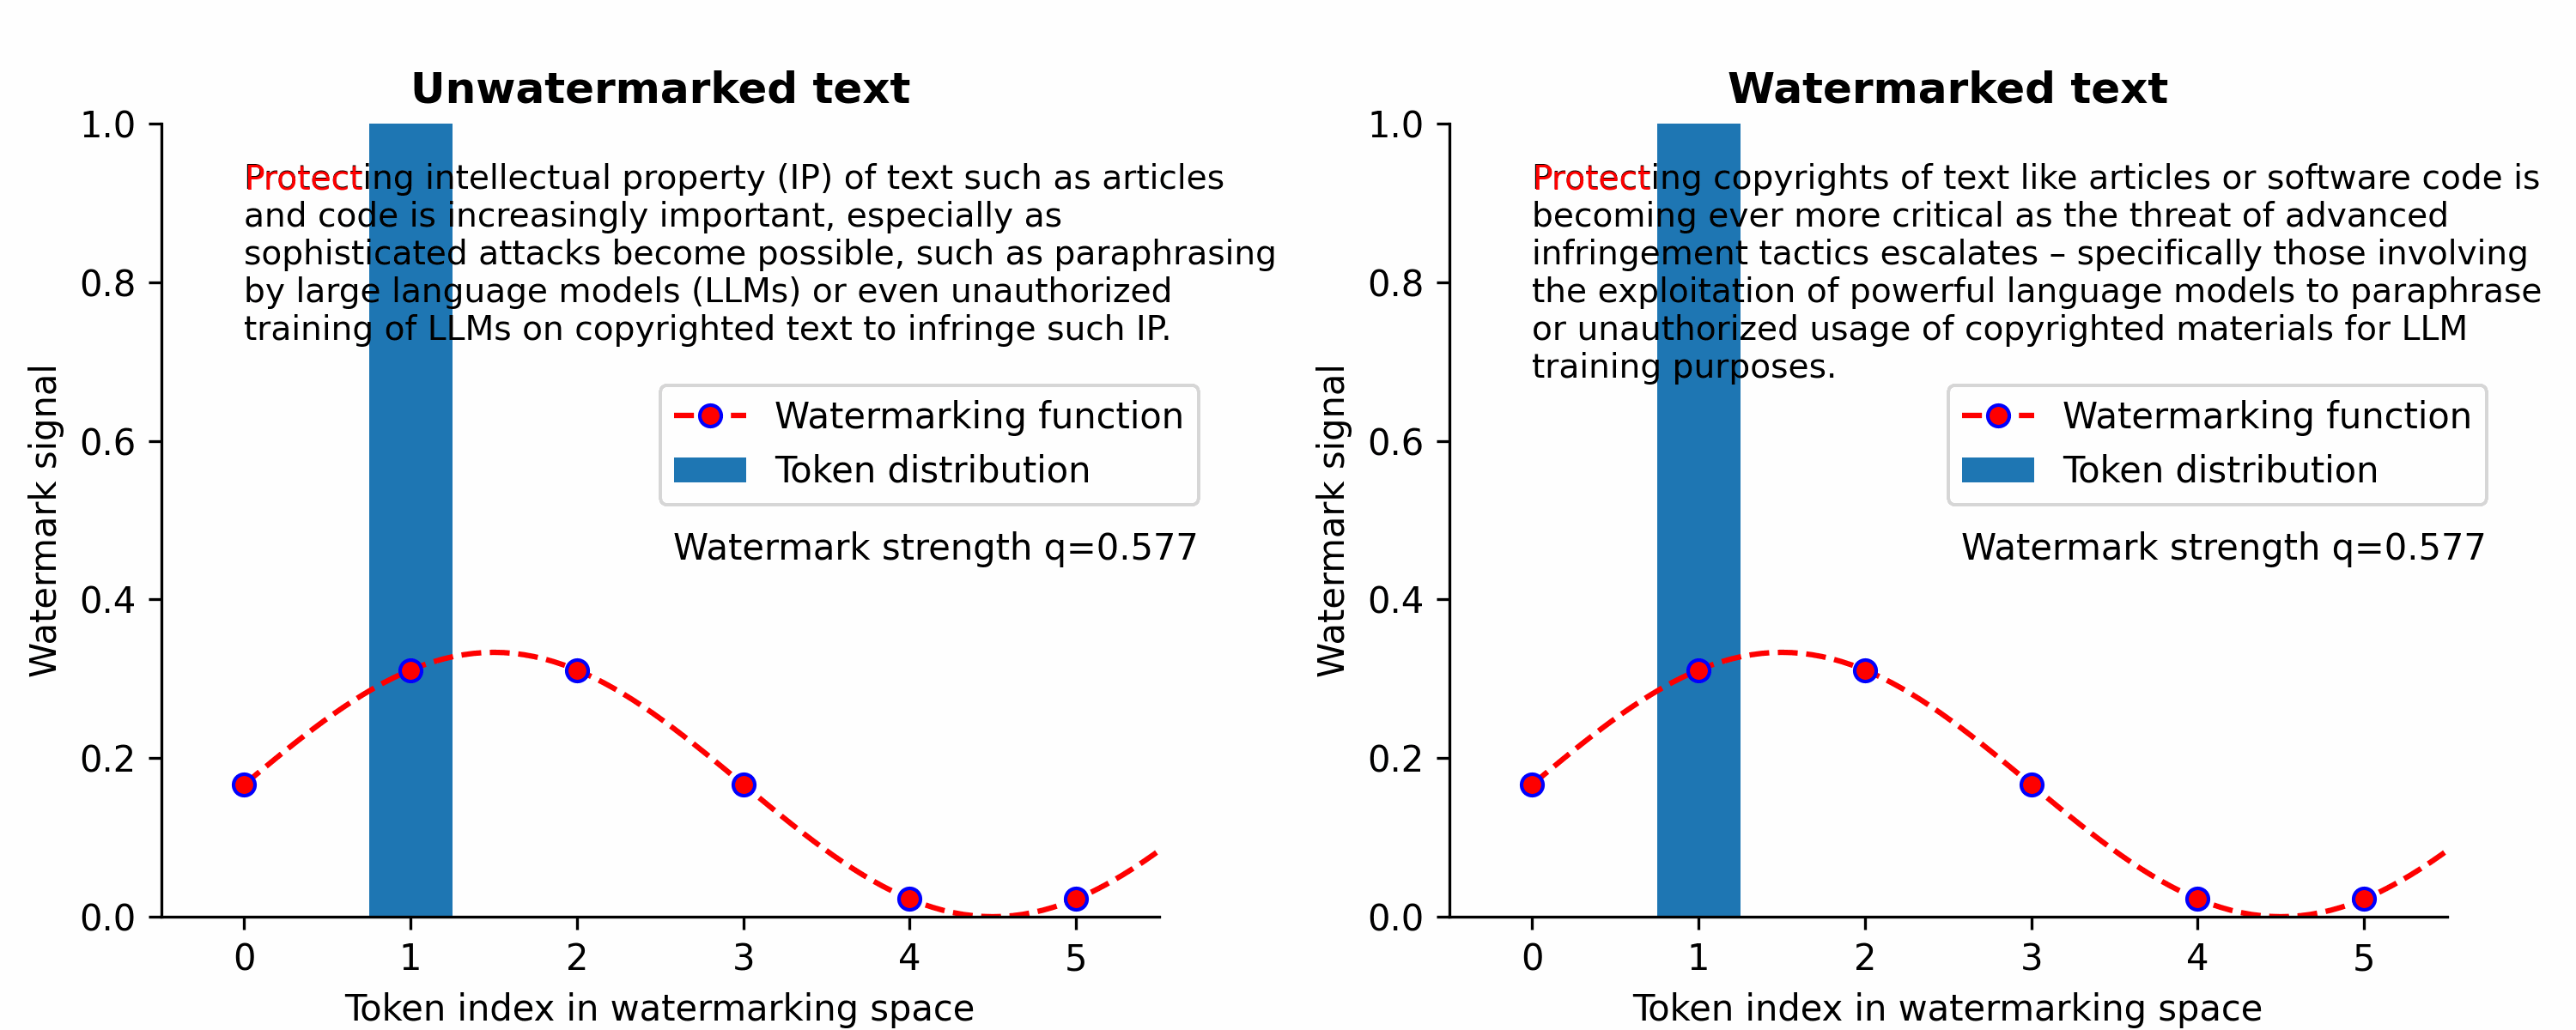 Unwatermarked text
1.0
0.8
0.6
0.4
0.2
0.0
Watermark signal
Protecting intellectual property (IP) of text such as articles
and code is increasingly important, especially as
sophisticated attacks become possible, such as paraphrasing
by large language models (LLMs) or even unauthorized
training of LLMs on copyrighted text to infringe such IP.
Watermarking function
Token distribution
Watermark strength q=0.577
0 1 2 3 4 5
Token index in watermarking space
Watermarked text
1.0
0.8
0.6
0.4
0.2
0.0
Watermark signal
Protecting copyrights of text like articles or software code is
becoming ever more critical as the threat of advanced
infringement tactics escalates – specifically those involving
the exploitation of powerful language models to paraphrase
or unauthorized usage of copyrighted materials for LLM
training purposes.
Watermarking function
Token distribution
Watermark strength q=0.577
0 1 2 3 4 5
Token index in watermarking space